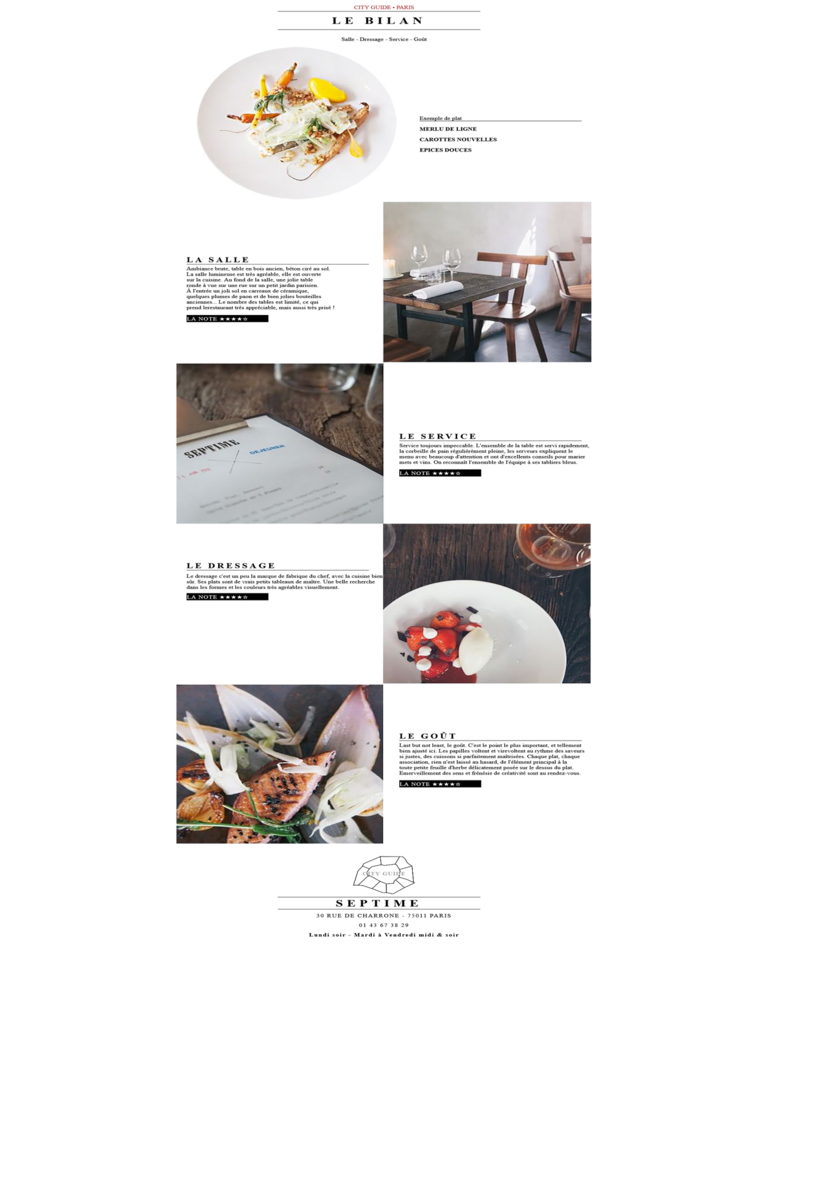 CITY GUIDE • PARIS
LE BILAN
Salle - Dressage - Service - Goût
Exemple de plat
MERLU DE LIGNE
CAROTTES NOUVELLES
EPICES DOUCES
LA SALLE
Ambiance brute, table en bois ancien, béton ciré au sol.
La salle lumineuse est très agréable, elle est ouverte
sur la cuisine. Au fond de la salle, une jolie table
ronde à vue sur une rue sur un petit jardin parisien.
À l'entrée un joli sol en carreaux de céramique,
quelques plumes de paon et de bien jolies bouteilles
anciennes... Le nombre des tables est limité, ce qui
prend lerestaurant très appréciable, mais aussi très prisé !
LA NOTE ★★★★☆
SEPTIME
DEJEUNER
LE SERVICE
Service toujours impeccable. L'ensemble de la table est servi rapidement,
la corbeille de pain régulièrement pleine, les serveurs expliquent le
menu avec beaucoup d'attention et ont d'excellents conseils pour marier
mets et vins. On reconnaît l'ensemble de l'équipe à ses tabliers bleus.
LA NOTE ★★★★☆
LE DRESSAGE
Le dressage c'est un peu la marque de fabrique du chef, avec la cuisine bien
sûr. Ses plats sont de vrais petits tableaux de maître. Une belle recherche
dans les formes et les couleurs très agréables visuellement.
LA NOTE ★★★★☆
LE GOÛT
Last but not least, le goût. C'est le point le plus important, et tellement
bien ajusté ici. Les papilles voltent et virevoltent au rythme des saveurs
si justes, des cuissons si parfaitement maîtrisées. Chaque plat, chaque
association, rien n'est laissé au hasard, de l'élément principal à la
toute petite feuille d'herbe délicatement posée sur le dessus du plat.
Emerveillement des sens et frénésie de créativité sont au rendez-vous.
LA NOTE ★★★★☆
CITY GUIDE
SEPTIME
30 RUE DE CHARRONE - 75011 PARIS
01 43 67 38 29
Lundi soir - Mardi à Vendredi midi & soir